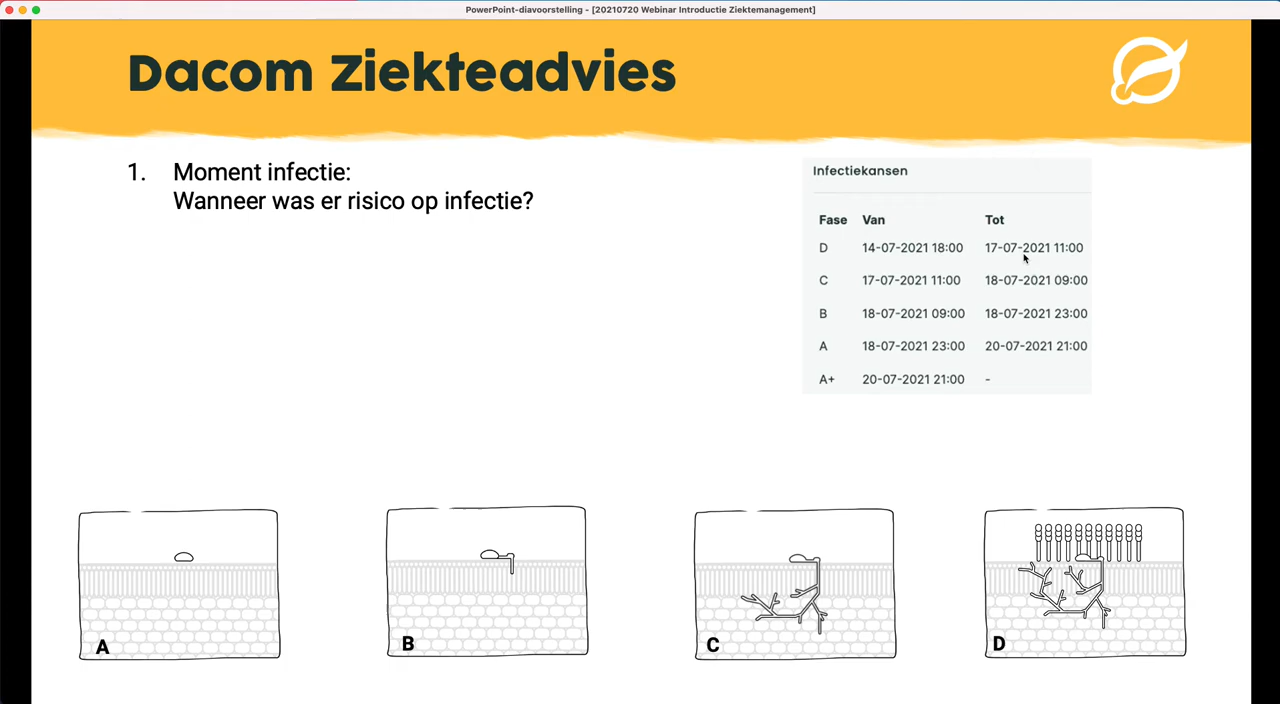 PowerPoint-diavoorstelling - [20210720 Webinar Introductie Ziektemanagement]
Dacom Ziekteadvies
1. Moment infectie:
Wanneer was er risico op infectie?
Infectiekansen
Fase Van Tot
D 14-07-2021 18:00 17-07-2021 11:00
C 17-07-2021 11:00 18-07-2021 09:00
B 18-07-2021 09:00 18-07-2021 23:00
A 18-07-2021 23:00 20-07-2021 21:00
A+ 20-07-2021 21:00 -
A B C D